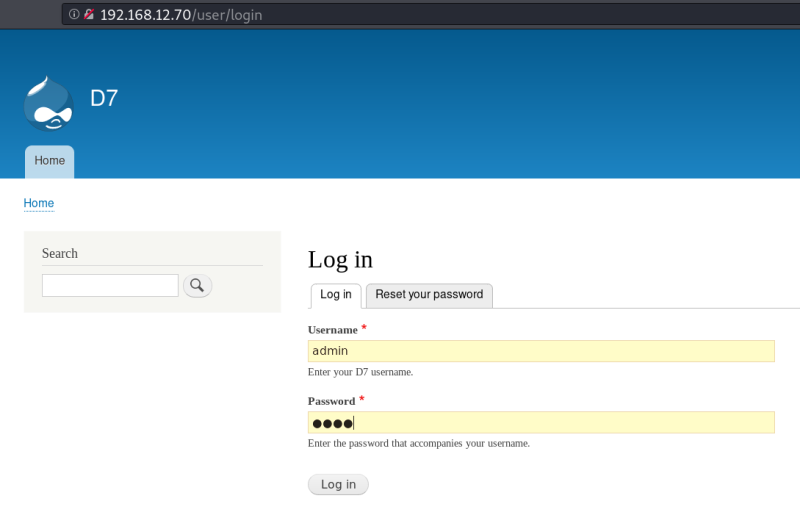 192.168.12.70/user/login
D7
Home
Home
Search
Log in
Log in
Reset your password
Username *
admin
Enter your D7 username.
Password *
●●●●
Enter the password that accompanies your username.
Log in